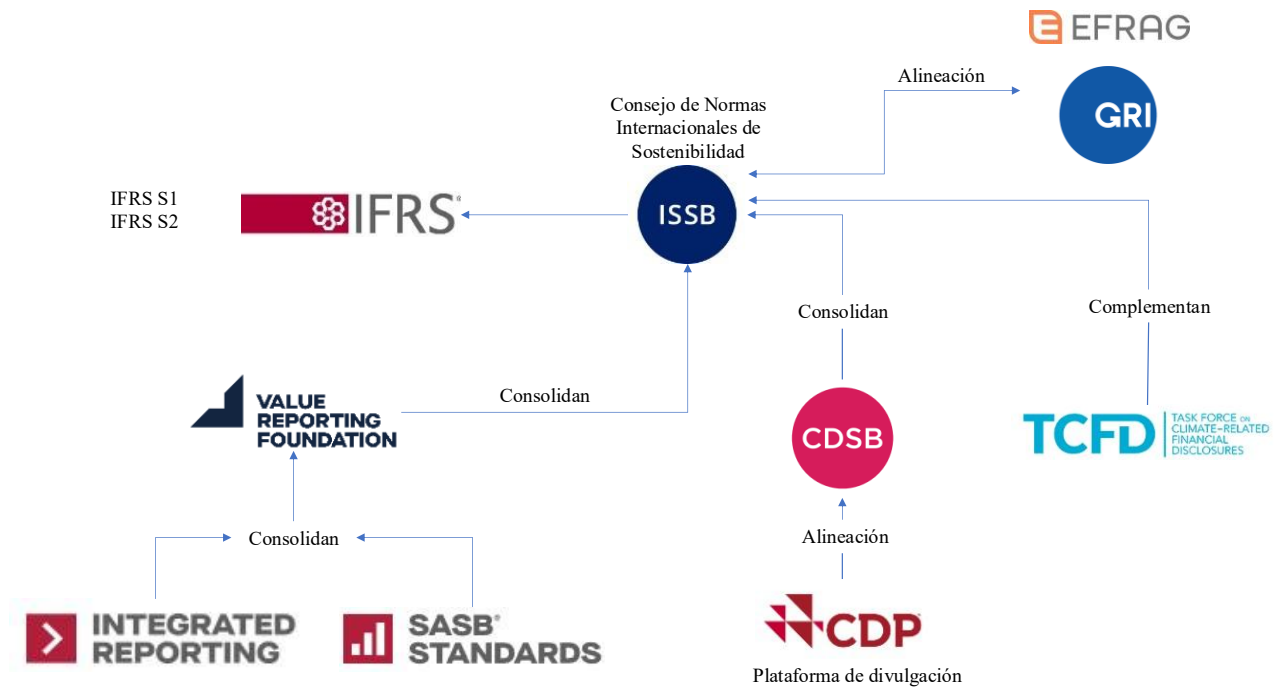 EFRAG
Alineación
GRI
Consejo de Normas
Internacionales de
Sostenibilidad
ISSB
IFRS S1
IFRS S2
IFRS®
Consolidan
Complementan
VALUE
REPORTING
FOUNDATION
Consolidan
CDSB
TCFD
TASK FORCE ON
CLIMATE-RELATED
FINANCIAL
DISCLOSURES
Consolidan
Alineación
INTEGRATED
REPORTING
SASB®
STANDARDS
CDP
Plataforma de divulgación